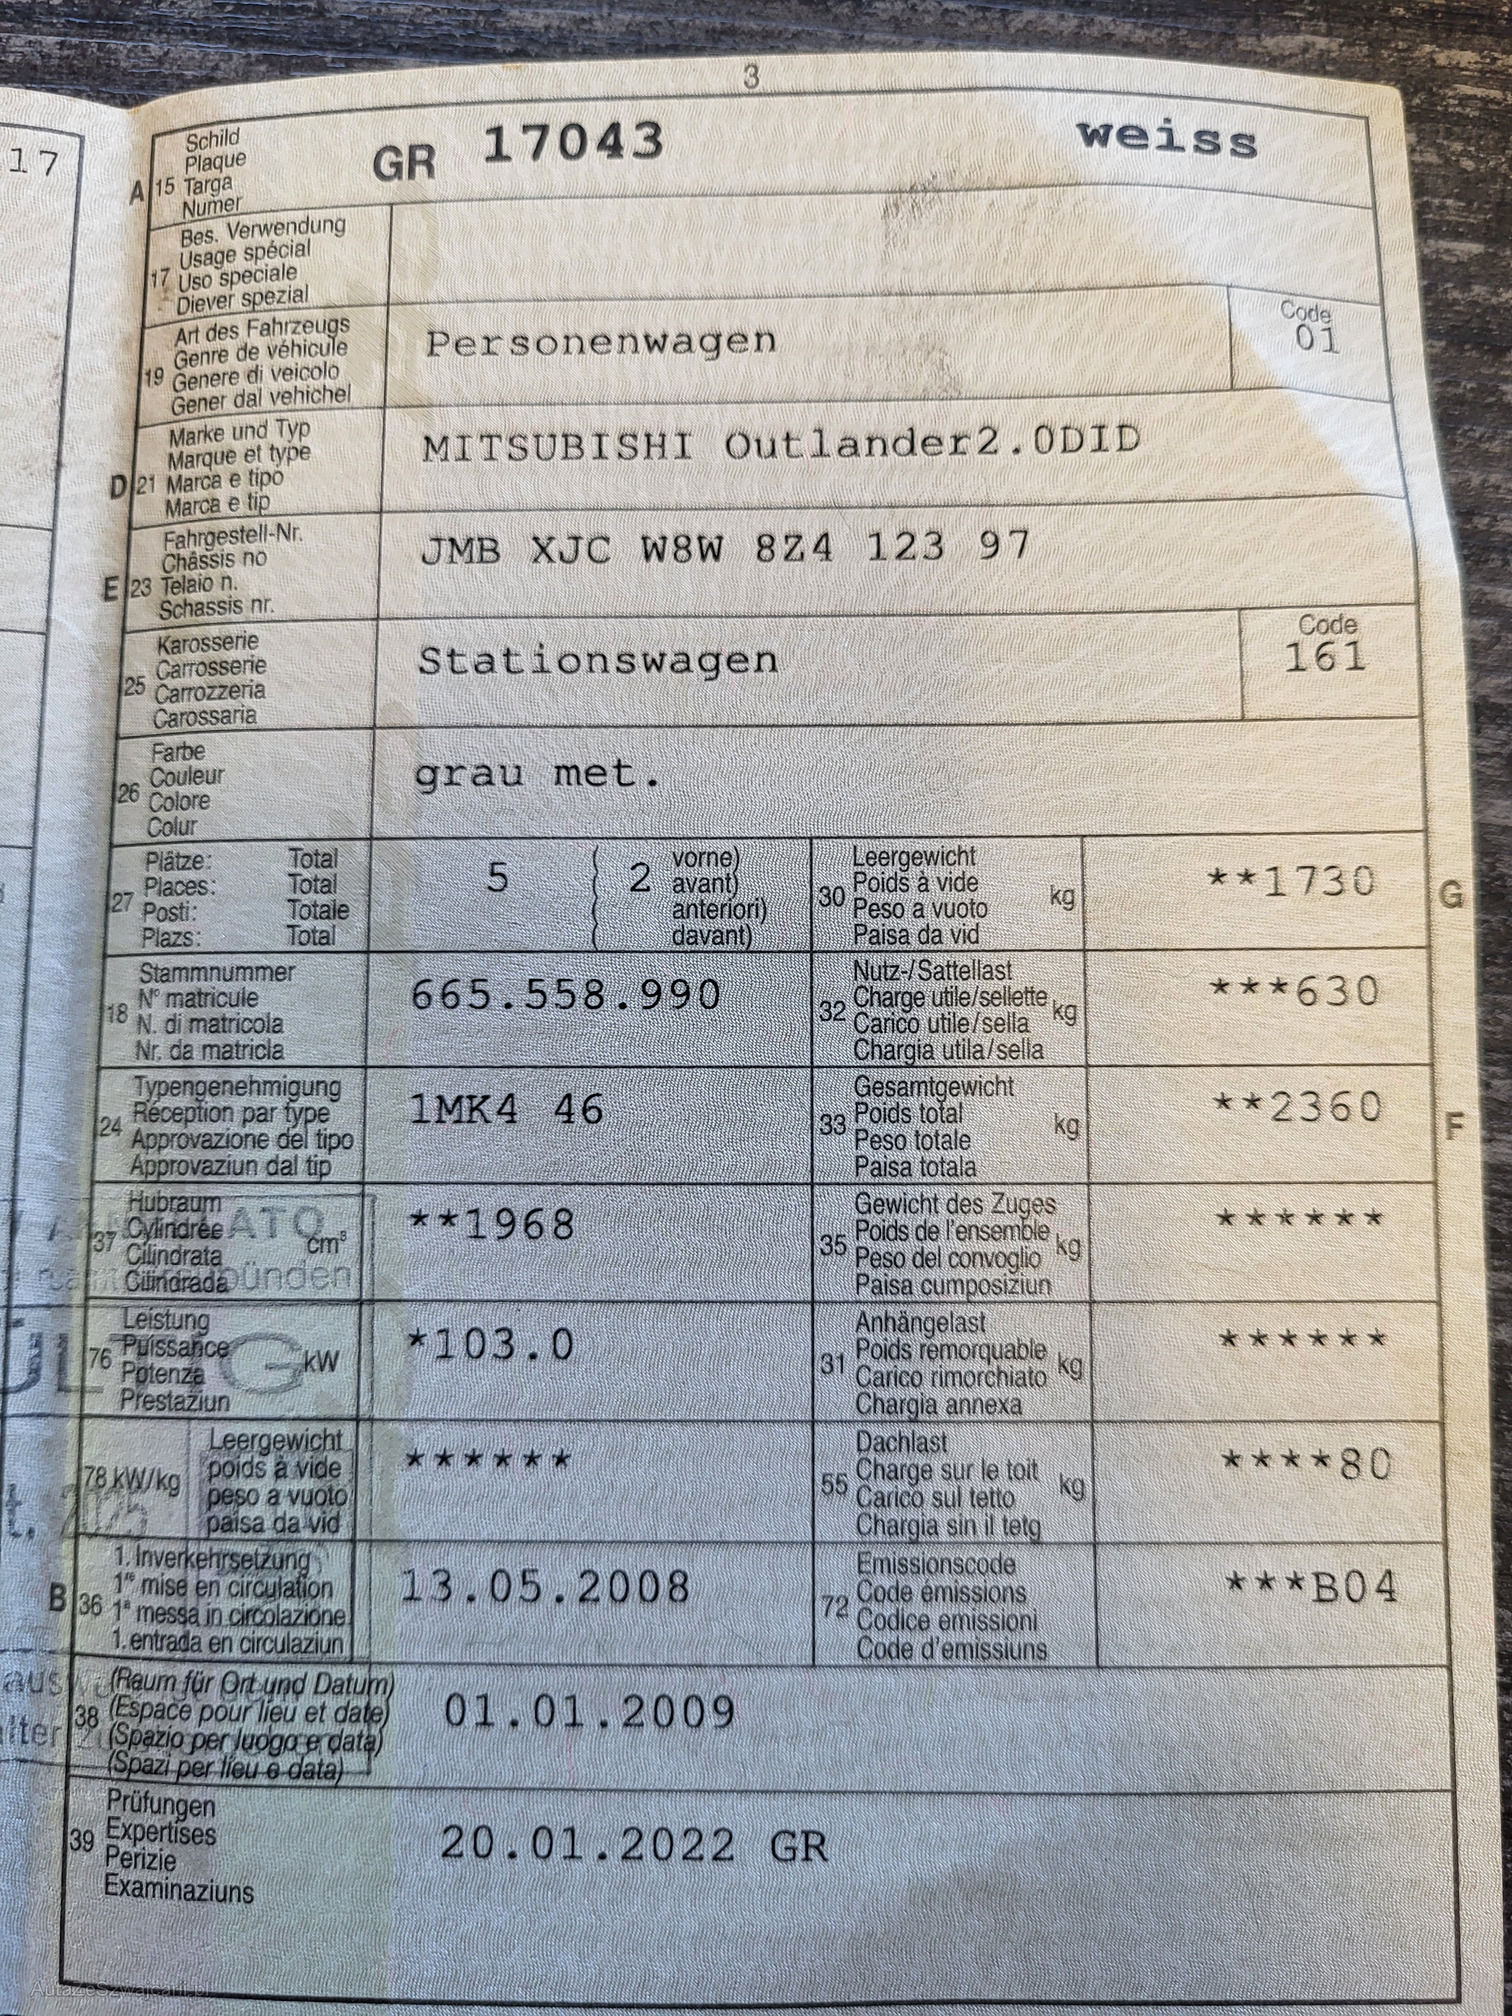 3
17
Schild
Plaque
A 15 Targa
Numer
GR 17043 weiss
Bes. Verwendung
Usage spécial
17 Uso speciale
Diever spezial
Art des Fahrzeugs
Genre de véhicule
19 Genere di veicolo
Gener dal vehichel
Personenwagen
Code
01
Marke und Typ
Marque et type
D 21 Marca e tipo
Marca e tip
MITSUBISHI Outlander2.0DID
Fahrgestell-Nr.
Châssis no
E 23 Telaio n.
Schassis nr.
JMB XJC W8W 8Z4 123 97
Karosserie
Carrosserie
25 Carrozzeria
Carossaria
Stationswagen
Code
161
Farbe
Couleur
26 Colore
Colur
grau met.
Plätze: Total
Places: Total
27 Posti: Totale
Plazs: Total
5 ( 2 vorne)
( avant)
( anteriori)
( davant)
Leergewicht
Poids à vide
30 Peso a vuoto kg
Paisa da vid
**1730
G
Stammnummer
N° matricule
18 N. di matricola
Nr. da matricla
665.558.990
Nutz-/Sattellast
Charge utile/sellette
32 Carico utile/sella kg
Chargia utila/sella
***630
Typengenehmigung
Réception par type
24 Approvazione del tipo
Approvaziun dal tip
1MK4 46
Gesamtgewicht
Poids total
33 Peso totale kg
Paisa totala
**2360
F
Hubraum
Cylindrée
37 Cilindrata cm³
Cilindrada
**1968
Gewicht des Zuges
Poids de l'ensemble
35 Peso del convoglio kg
Paisa cumposiziun
******
Leistung
Puissance
76 Potenza kW
Prestaziun
*103.0
Anhängelast
Poids remorquable
31 Carico rimorchiato kg
Chargia annexa
******
Leergewicht
78 kW/kg poids à vide
peso a vuoto
paisa da vid
******
Dachlast
Charge sur le toit
55 Carico sul tetto kg
Chargia sin il tetg
****80
1. Inverkehrsetzung
1re mise en circulation
B 36 1a messa in circolazione
1. entrada en circulaziun
13.05.2008
Emissionscode
Code émissions
72 Codice emissioni
Code d'emissiuns
***B04
(Raum für Ort und Datum)
38 (Espace pour lieu et date)
(Spazio per luogo e data)
(Spazi per lieu e data)
01.01.2009
Prüfungen
39 Expertises
Perizie
Examinaziuns
20.01.2022 GR